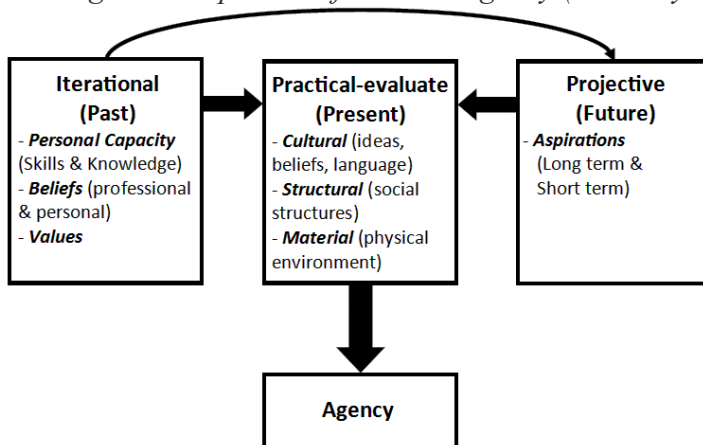 Iterational
(Past)
- Personal Capacity
(Skills & Knowledge)
- Beliefs (professional
& personal)
- Values
Practical-evaluate
(Present)
- Cultural (ideas,
beliefs, language)
- Structural (social
structures)
- Material (physical
environment)
Projective
(Future)
- Aspirations
(Long term &
Short term)
Agency